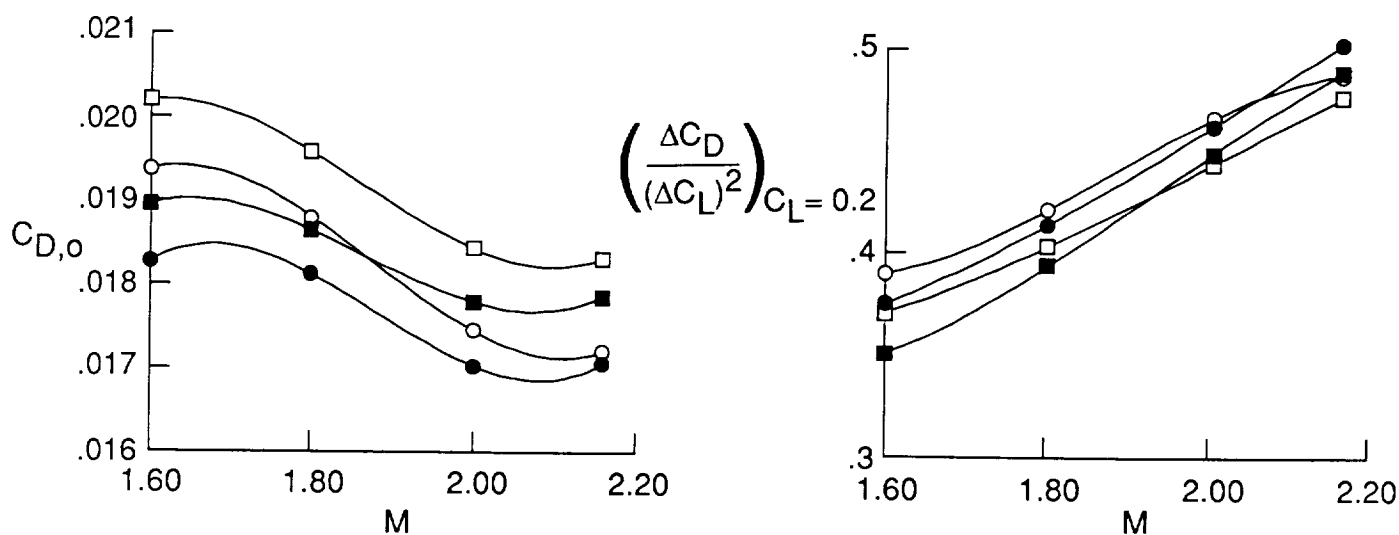 .021
.020
.019
.018
.017
.016
C_D,o
1.60 1.80 2.00 2.20
M
.5
.4
.3
(ΔC_D / (ΔC_L)²)_C_L = 0.2
1.60 1.80 2.00 2.20
M